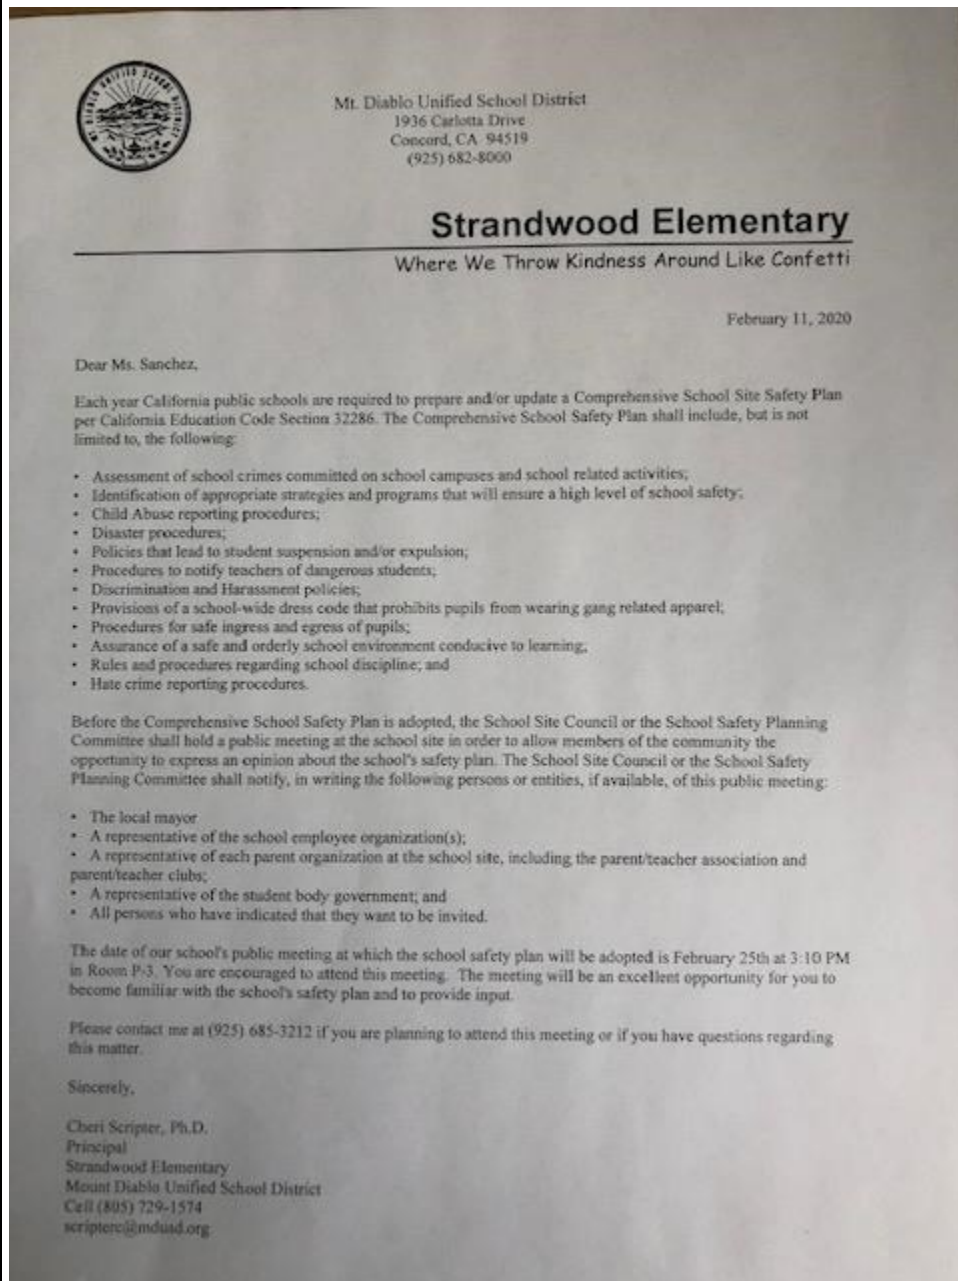 MT DIABLO UNIFIED SCHOOL DISTRICT
Mt. Diablo Unified School District
1936 Carlotta Drive
Concord, CA 94519
(925) 682-8000
Strandwood Elementary
Where We Throw Kindness Around Like Confetti
February 11, 2020
Dear Ms. Sanchez,
Each year California public schools are required to prepare and/or update a Comprehensive School Site Safety Plan
per California Education Code Section 32286. The Comprehensive School Safety Plan shall include, but is not
limited to, the following:
• Assessment of school crimes committed on school campuses and school related activities;
• Identification of appropriate strategies and programs that will ensure a high level of school safety;
• Child Abuse reporting procedures;
• Disaster procedures;
• Policies that lead to student suspension and/or expulsion;
• Procedures to notify teachers of dangerous students;
• Discrimination and Harassment policies;
• Provisions of a school-wide dress code that prohibits pupils from wearing gang related apparel;
• Procedures for safe ingress and egress of pupils;
• Assurance of a safe and orderly school environment conducive to learning;
• Rules and procedures regarding school discipline; and
• Hate crime reporting procedures.
Before the Comprehensive School Safety Plan is adopted, the School Site Council or the School Safety Planning
Committee shall hold a public meeting at the school site in order to allow members of the community the
opportunity to express an opinion about the school's safety plan. The School Site Council or the School Safety
Planning Committee shall notify, in writing the following persons or entities, if available, of this public meeting:
• The local mayor
• A representative of the school employee organization(s);
• A representative of each parent organization at the school site, including the parent/teacher association and
parent/teacher clubs;
• A representative of the student body government; and
• All persons who have indicated that they want to be invited.
The date of our school's public meeting at which the school safety plan will be adopted is February 25th at 3:10 PM
in Room P-3. You are encouraged to attend this meeting. The meeting will be an excellent opportunity for you to
become familiar with the school's safety plan and to provide input.
Please contact me at (925) 685-3212 if you are planning to attend this meeting or if you have questions regarding
this matter.
Sincerely,
Cheri Scripter, Ph.D.
Principal
Strandwood Elementary
Mount Diablo Unified School District
Cell (805) 729-1574
scripterc@mdusd.org